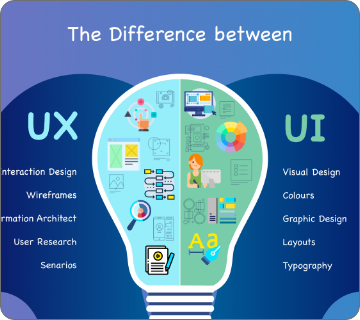 The Difference between
UX
nteraction Design
Wireframes
rmation Architect
User Research
Senarios
UI
Visual Design
Colours
Graphic Design
Layouts
Typography
Aa